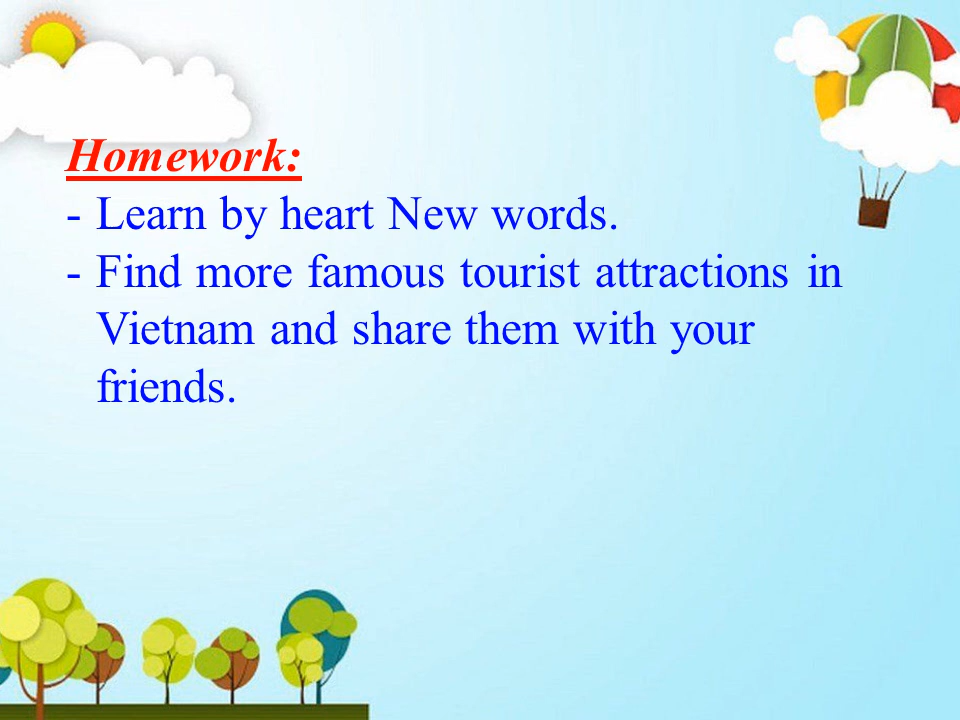 Homework:
- Learn by heart New words.
- Find more famous tourist attractions in
Vietnam and share them with your
friends.